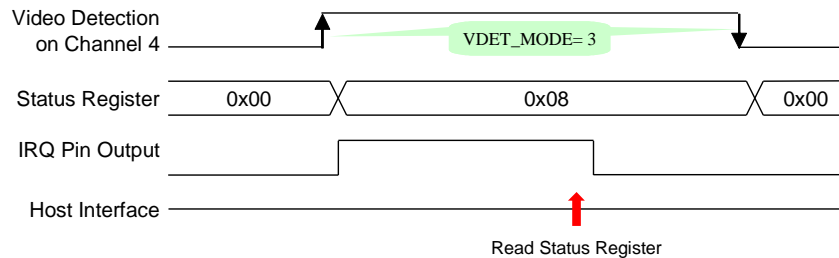 Video Detection
on Channel 4
VDET_MODE= 3
Status Register
0x00
0x08
0x00
IRQ Pin Output
Host Interface
Read Status Register